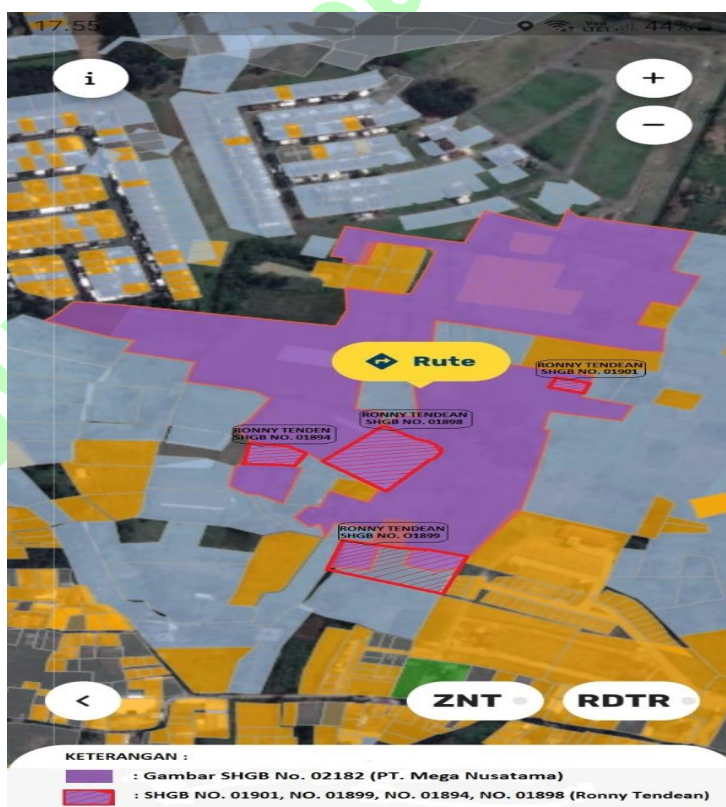 17.55
VoD
LTE1
44%
i
+
−
Rute
RONNY TENDEAN
SHGB NO. 01901
RONNY TENDEAN
SHGB NO. 01898
RONNY TENDEN
SHGB NO. 01894
RONNY TENDEAN
SHGB NO. O1899
<
ZNT
RDTR
KETERANGAN :
: Gambar SHGB No. 02182 (PT. Mega Nusatama)
: SHGB NO. 01901, NO. 01899, NO. 01894, NO. 01898 (Ronny Tendean)